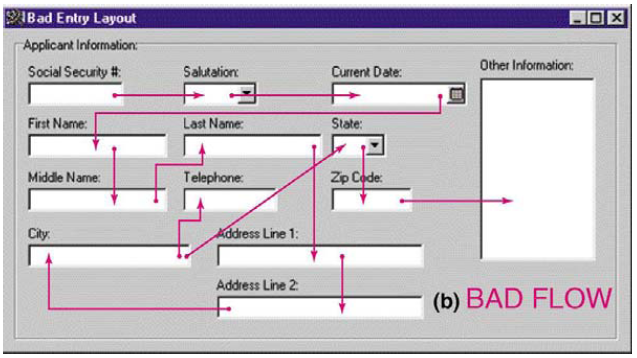 Bad Entry Layout
Applicant Information:
Social Security #: Salutation: Current Date: Other Information:
First Name: Last Name: State:
Middle Name: Telephone: Zip Code:
City: Address Line 1:
Address Line 2:
(b) BAD FLOW